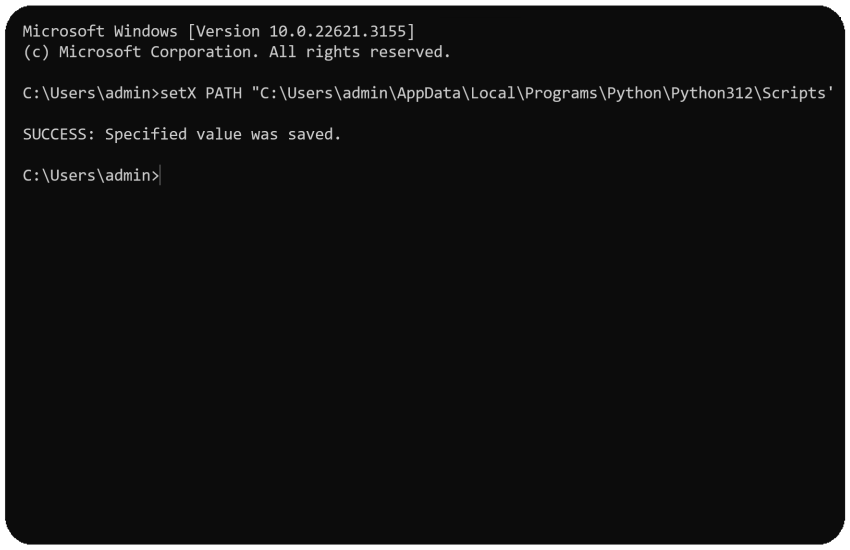 Microsoft Windows [Version 10.0.22621.3155]
(c) Microsoft Corporation. All rights reserved.
C:\Users\admin>setX PATH "C:\Users\admin\AppData\Local\Programs\Python\Python312\Scripts'
SUCCESS: Specified value was saved.
C:\Users\admin>